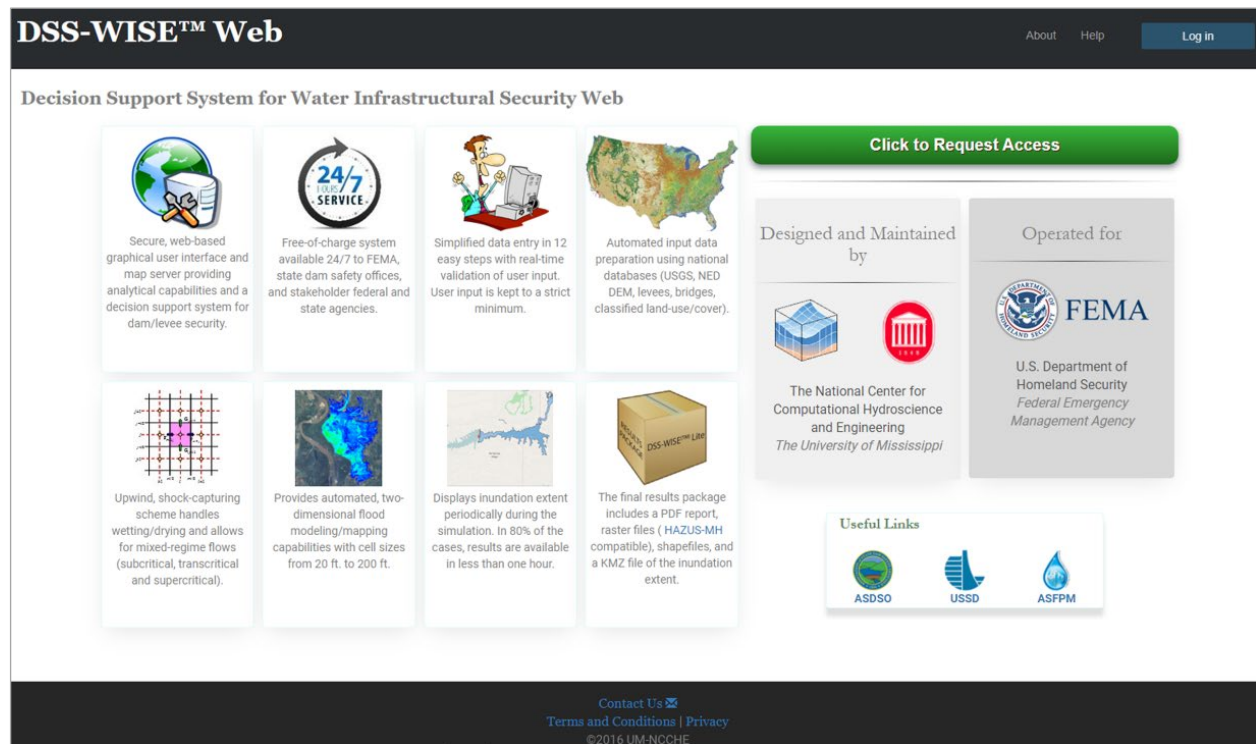 DSS-WISE™ Web
About
Help
Log in
Decision Support System for Water Infrastructural Security Web
24/7
HOURS
SERVICE
Secure, web-based
graphical user interface and
map server providing
analytical capabilities and a
decision support system for
dam/levee security.
Free-of-charge system
available 24/7 to FEMA,
state dam safety offices,
and stakeholder federal and
state agencies.
Simplified data entry in 12
easy steps with real-time
validation of user input.
User input is kept to a strict
minimum.
Automated input data
preparation using national
databases (USGS, NED
DEM, levees, bridges,
classified land-use/cover).
RESULTS
PACKAGE
DSS-WISE™ Lite
Upwind, shock-capturing
scheme handles
wetting/drying and allows
for mixed-regime flows
(subcritical, transcritical
and supercritical).
Provides automated, two-
dimensional flood
modeling/mapping
capabilities with cell sizes
from 20 ft. to 200 ft.
Displays inundation extent
periodically during the
simulation. In 80% of the
cases, results are available
in less than one hour.
The final results package
includes a PDF report,
raster files ( HAZUS-MH
compatible), shapefiles, and
a KMZ file of the inundation
extent.
Click to Request Access
Designed and Maintained
by
1848
The National Center for
Computational Hydroscience
and Engineering
The University of Mississippi
Operated for
U.S. DEPARTMENT OF
HOMELAND SECURITY
FEMA
U.S. Department of
Homeland Security
Federal Emergency
Management Agency
Useful Links
ASDSO
USSD
ASFPM
Contact Us
Terms and Conditions | Privacy
©2016 UM-NCCHE